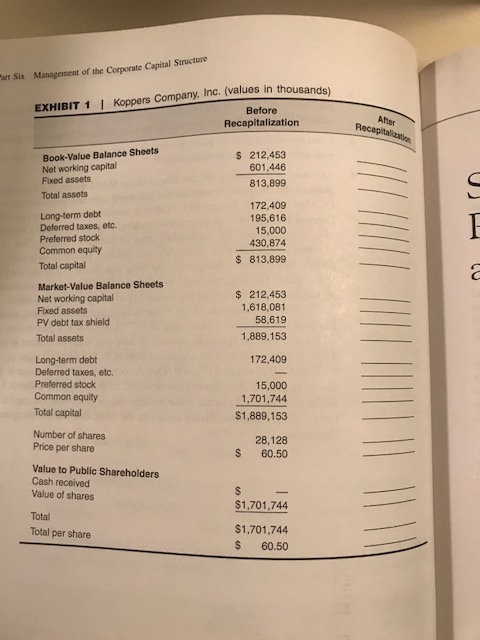 Part Six Management of the Corporate Capital Structure
EXHIBIT 1 | Koppers Company, Inc. (values in thousands)
Before Recapitalization After Recapitalization
Book-Value Balance Sheets
Net working capital $ 212,453
Fixed assets 601,446
Total assets 813,899
Long-term debt 172,409
Deferred taxes, etc. 195,616
Preferred stock 15,000
Common equity 430,874
Total capital $ 813,899
Market-Value Balance Sheets
Net working capital $ 212,453
Fixed assets 1,618,081
PV debt tax shield 58,619
Total assets 1,889,153
Long-term debt 172,409
Deferred taxes, etc. —
Preferred stock 15,000
Common equity 1,701,744
Total capital $1,889,153
Number of shares 28,128
Price per share $ 60.50
Value to Public Shareholders
Cash received $ —
Value of shares $1,701,744
Total $1,701,744
Total per share $ 60.50